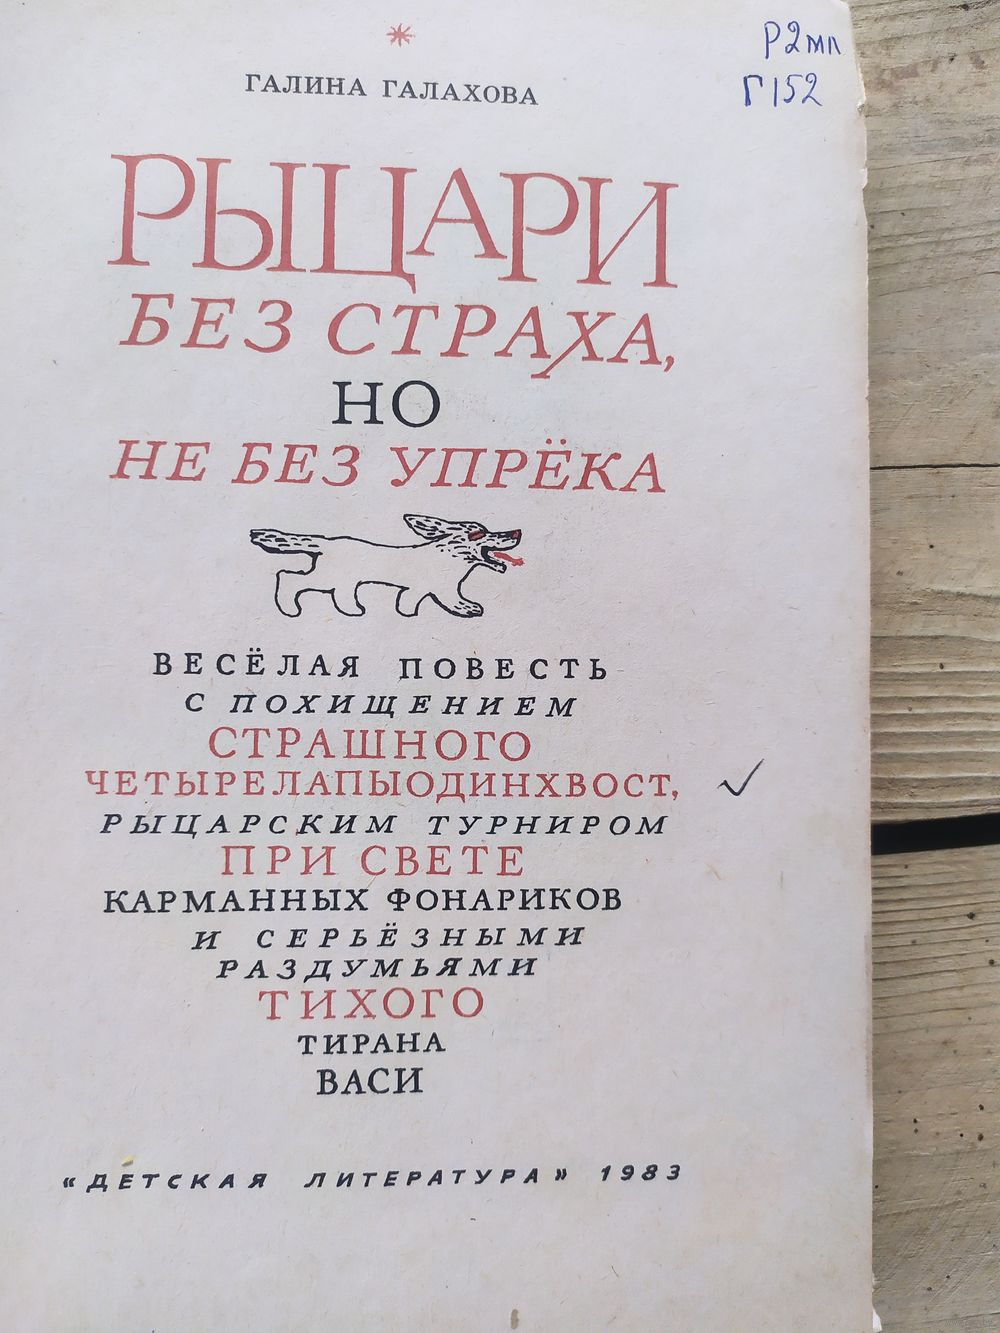 Р2мл
Г152
ГАЛИНА ГАЛАХОВА
РЫЦАРИ
БЕЗ СТРАХА,
НО
НЕ БЕЗ УПРЁКА
ВЕСЁЛАЯ ПОВЕСТЬ
С ПОХИЩЕНИЕМ
СТРАШНОГО
ЧЕТЫРЕЛАПЫОДИНХВОСТ,
РЫЦАРСКИМ ТУРНИРОМ
ПРИ СВЕТЕ
КАРМАННЫХ ФОНАРИКОВ
И СЕРЬЁЗНЫМИ
РАЗДУМЬЯМИ
ТИХОГО
ТИРАНА
ВАСИ
«ДЕТСКАЯ ЛИТЕРАТУРА» 1983